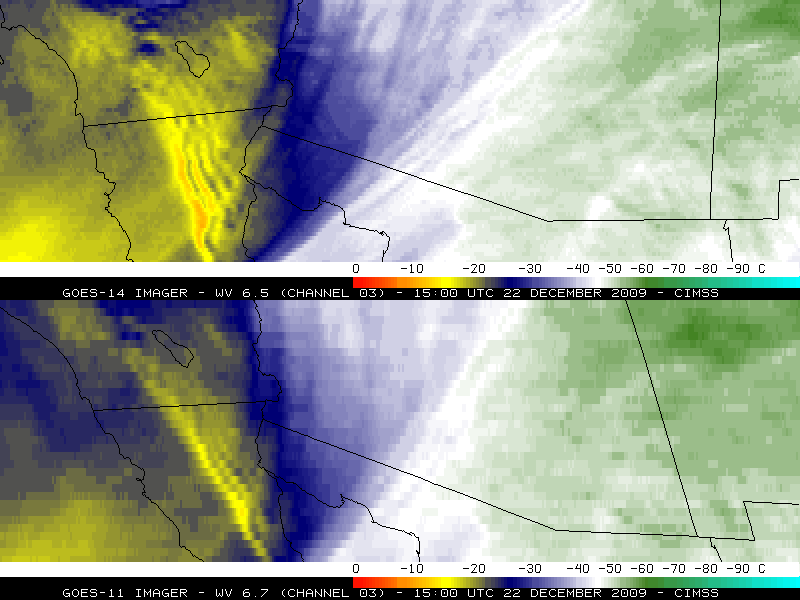 0 -10 -20 -30 -40 -50 -60 -70 -80 -90 C
GOES-14 IMAGER - WV 6.5 (CHANNEL 03) - 15:00 UTC 22 DECEMBER 2009 - CIMSS
0 -10 -20 -30 -40 -50 -60 -70 -80 -90 C
GOES-11 IMAGER - WV 6.7 (CHANNEL 03) - 15:00 UTC 22 DECEMBER 2009 - CIMSS